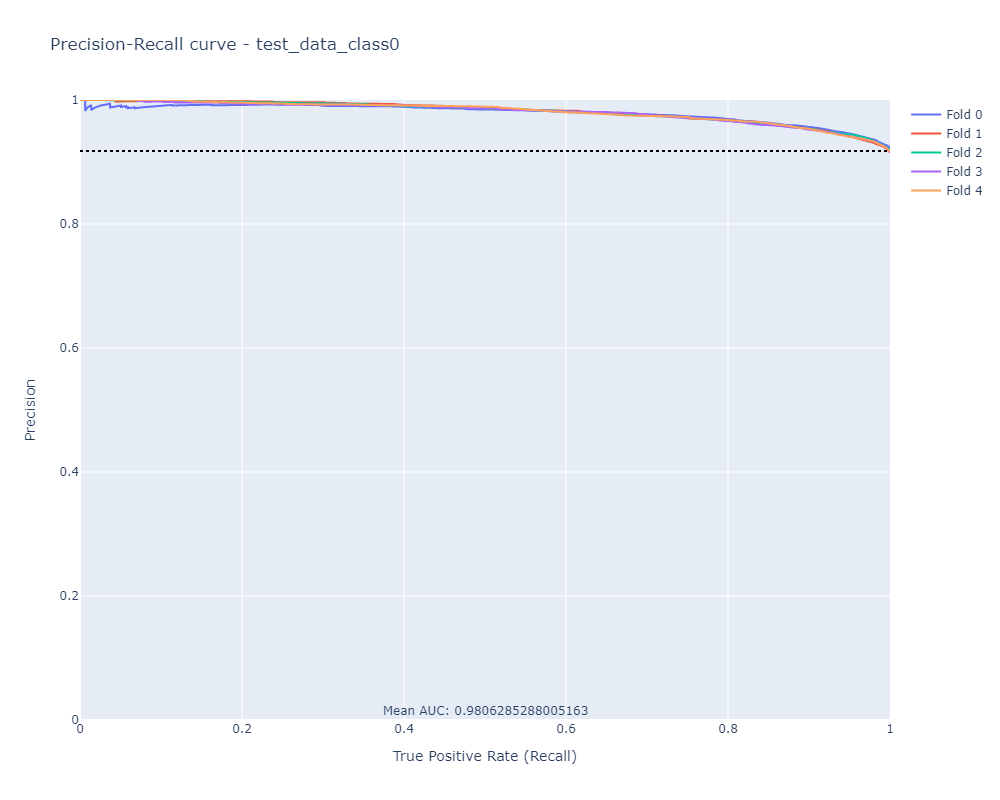 Precision-Recall curve - test_data_class0
Fold 0
Fold 1
Fold 2
Fold 3
Fold 4
1
0.8
0.6
0.4
0.2
0
Precision
Mean AUC: 0.9806285288005163
0 0.2 0.4 0.6 0.8 1
True Positive Rate (Recall)